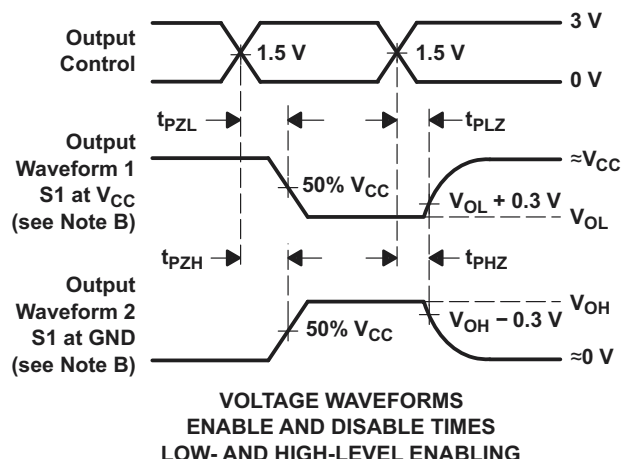 Output
Control
3 V
1.5 V
1.5 V
0 V
tPZL
tPLZ
Output
Waveform 1
S1 at VCC
(see Note B)
≈VCC
50% VCC
VOL + 0.3 V
VOL
tPZH
tPHZ
Output
Waveform 2
S1 at GND
(see Note B)
VOH
50% VCC
VOH − 0.3 V
≈0 V
VOLTAGE WAVEFORMS
ENABLE AND DISABLE TIMES
LOW- AND HIGH-LEVEL ENABLING